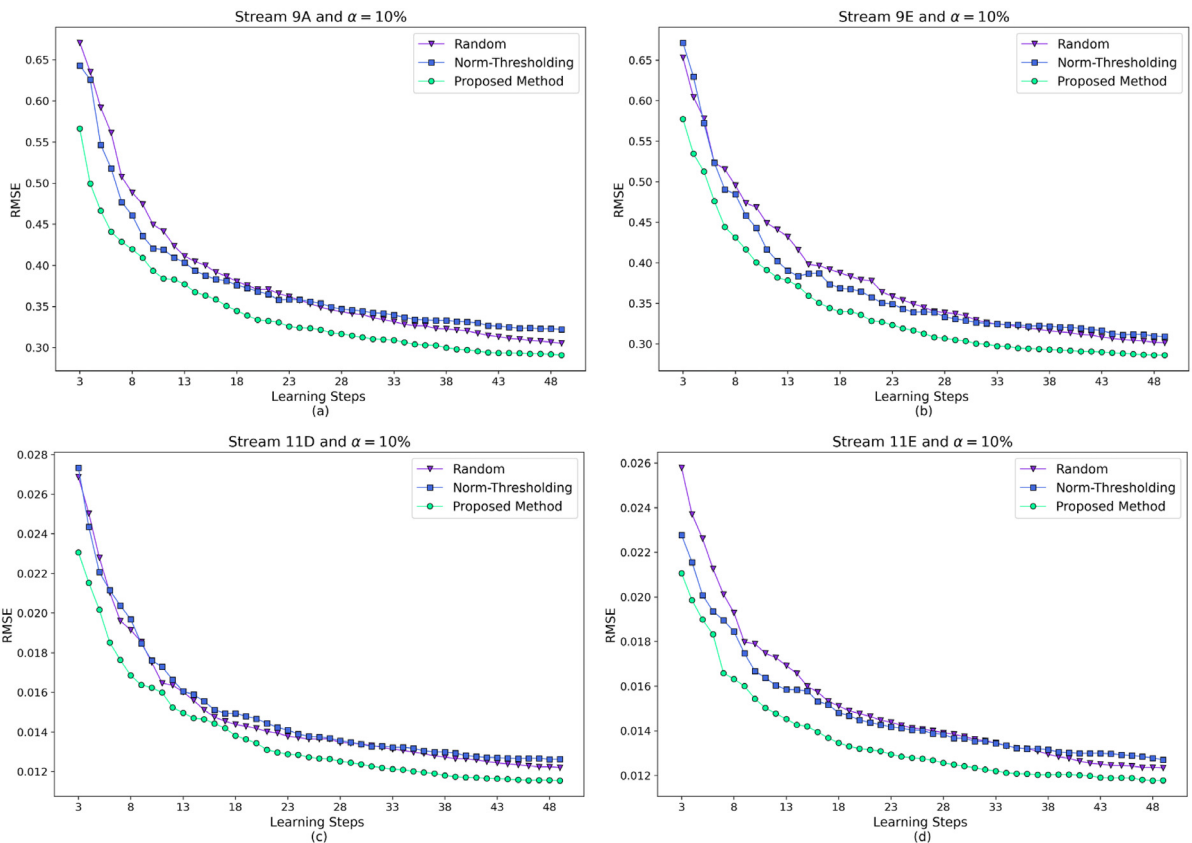 Stream 9A and α = 10%
0.65
0.60
0.55
0.50
0.45
0.40
0.35
0.30
RMSE
Random
Norm-Thresholding
Proposed Method
3 8 13 18 23 28 33 38 43 48
Learning Steps
(a)
Stream 9E and α = 10%
0.65
0.60
0.55
0.50
0.45
0.40
0.35
0.30
RMSE
Random
Norm-Thresholding
Proposed Method
3 8 13 18 23 28 33 38 43 48
Learning Steps
(b)
Stream 11D and α = 10%
0.028
0.026
0.024
0.022
0.020
0.018
0.016
0.014
0.012
RMSE
Random
Norm-Thresholding
Proposed Method
3 8 13 18 23 28 33 38 43 48
Learning Steps
(c)
Stream 11E and α = 10%
0.026
0.024
0.022
0.020
0.018
0.016
0.014
0.012
RMSE
Random
Norm-Thresholding
Proposed Method
3 8 13 18 23 28 33 38 43 48
Learning Steps
(d)